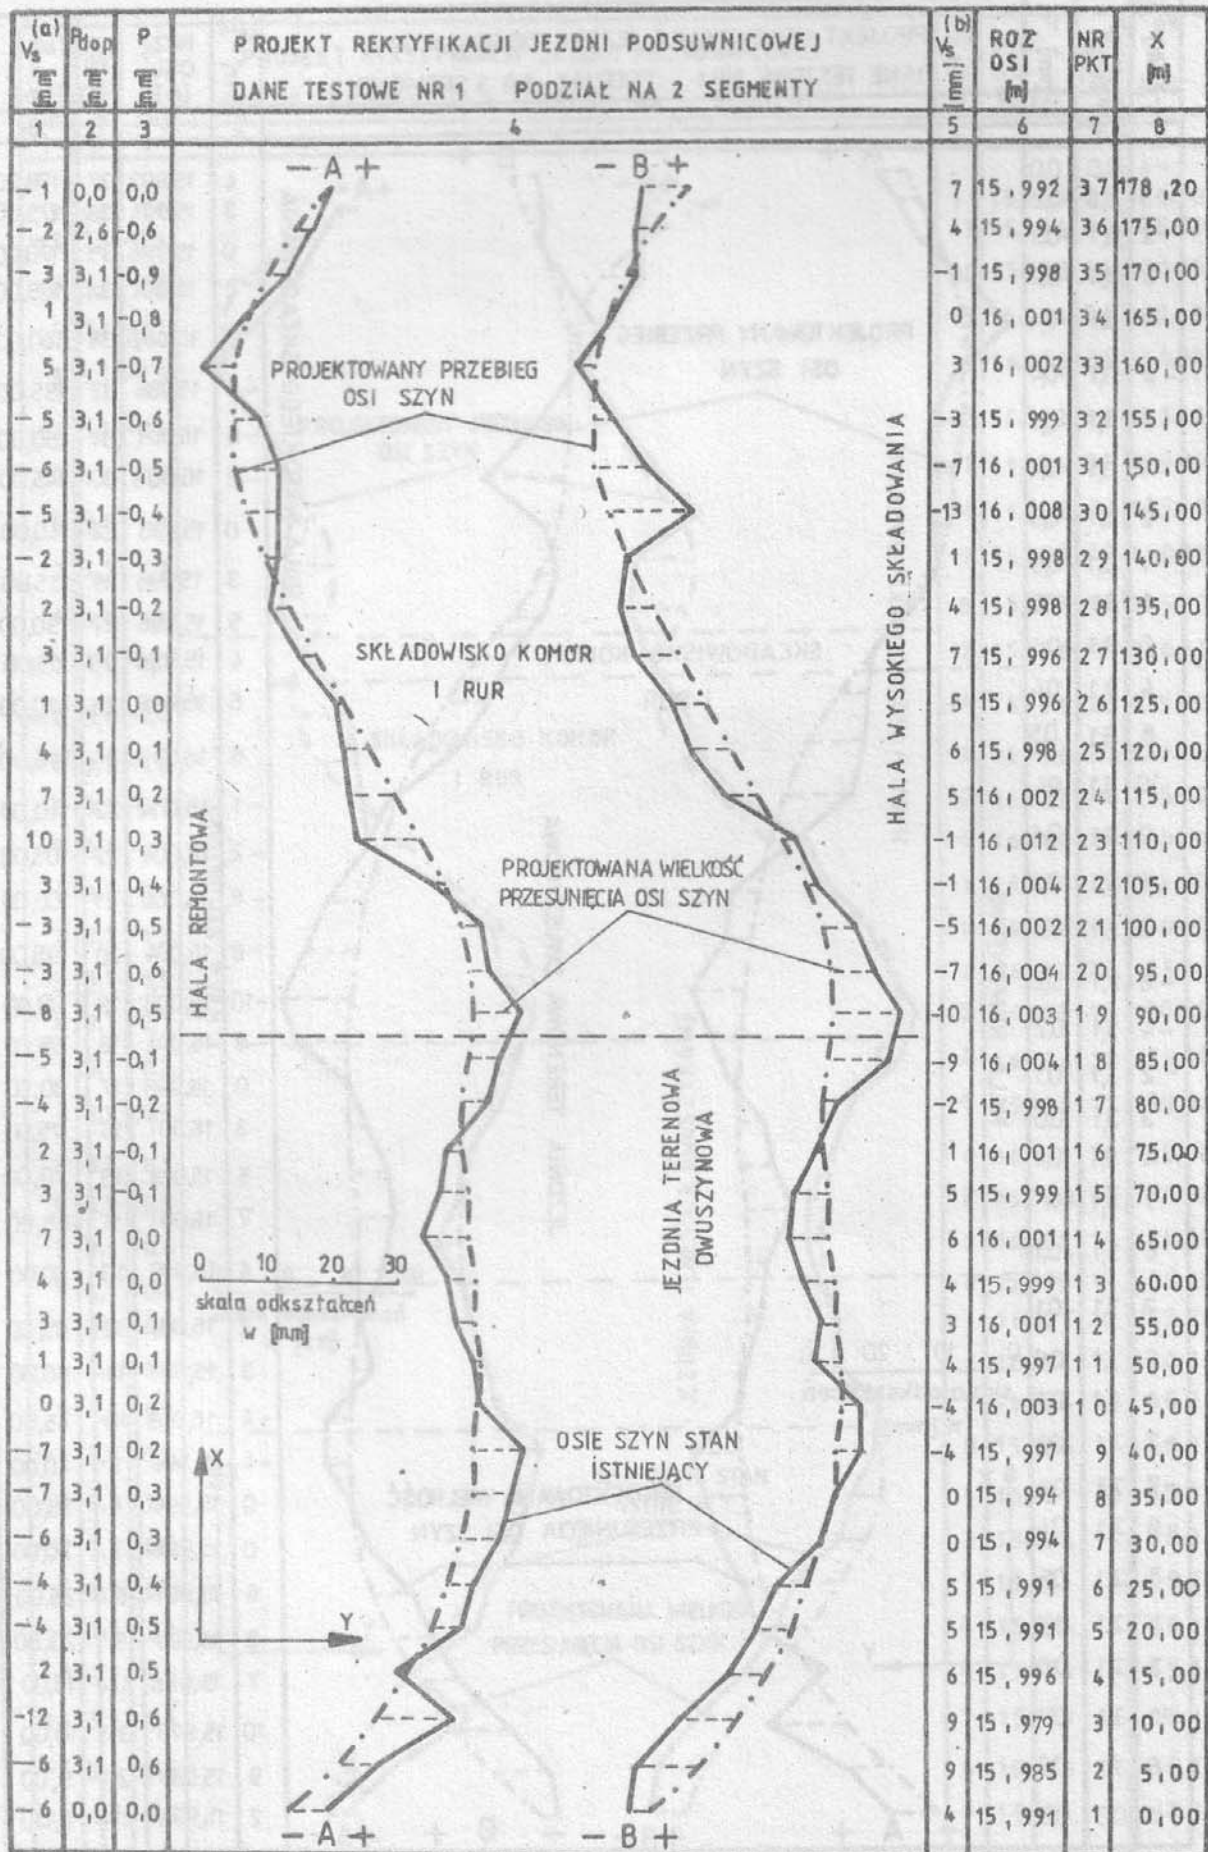 (a) Vs [mm] Pdop [mm] P [mm] PROJEKT REKTYFIKACJI JEZDNI PODSUWNICOWEJ (b) Vs [mm] ROZ OSI [m] NR PKT X [m]
DANE TESTOWE NR 1 PODZIAŁ NA 2 SEGMENTY
1 2 3 4 5 6 7 8
- A + - B +
-1 0,0 0,0 7 15,992 37 178,20
-2 2,6 -0,6 4 15,994 36 175,00
-3 3,1 -0,9 -1 15,998 35 170,00
1 3,1 -0,8 0 16,001 34 165,00
5 3,1 -0,7 3 16,002 33 160,00
PROJEKTOWANY PRZEBIEG
OSI SZYN
-5 3,1 -0,6 -3 15,999 32 155,00
-6 3,1 -0,5 -7 16,001 31 150,00
-5 3,1 -0,4 -13 16,008 30 145,00
-2 3,1 -0,3 1 15,998 29 140,00
2 3,1 -0,2 4 15,998 28 135,00
HALA WYSOKIEGO SKŁADOWANIA
3 3,1 -0,1 7 15,996 27 130,00
SKŁADOWISKO KOMÓR
I RUR
1 3,1 0,0 5 15,996 26 125,00
4 3,1 0,1 6 15,998 25 120,00
7 3,1 0,2 5 16,002 24 115,00
10 3,1 0,3 -1 16,012 23 110,00
HALA REMONTOWA
PROJEKTOWANA WIELKOŚĆ
PRZESUNIĘCIA OSI SZYN
3 3,1 0,4 -1 16,004 22 105,00
-3 3,1 0,5 -5 16,002 21 100,00
-3 3,1 0,6 -7 16,004 20 95,00
-8 3,1 0,5 -10 16,003 19 90,00
-5 3,1 -0,1 -9 16,004 18 85,00
-4 3,1 -0,2 -2 15,998 17 80,00
2 3,1 -0,1 1 16,001 16 75,00
3 3,1 -0,1 5 15,999 15 70,00
JEZDNIA TERENOWA
DWUSZYNOWA
7 3,1 0,0 6 16,001 14 65,00
0 10 20 30
4 3,1 0,0 4 15,999 13 60,00
skala odkształceń
w [mm]
3 3,1 0,1 3 16,001 12 55,00
1 3,1 0,1 4 15,997 11 50,00
0 3,1 0,2 -4 16,003 10 45,00
OSIE SZYN STAN
ISTNIEJĄCY
X
-7 3,1 0,2 -4 15,997 9 40,00
-7 3,1 0,3 0 15,994 8 35,00
-6 3,1 0,3 0 15,994 7 30,00
-4 3,1 0,4 5 15,991 6 25,00
-4 3,1 0,5 5 15,991 5 20,00
Y
2 3,1 0,5 6 15,996 4 15,00
-12 3,1 0,6 9 15,979 3 10,00
-6 3,1 0,6 9 15,985 2 5,00
-6 0,0 0,0 4 15,991 1 0,00
- A + - B +